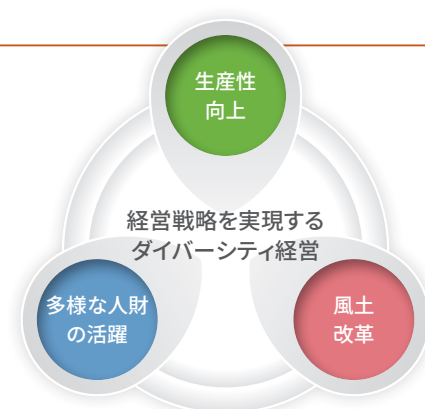 生産性
向上
経営戦略を実現する
ダイバーシティ経営
多様な人財
の活躍
風土
改革